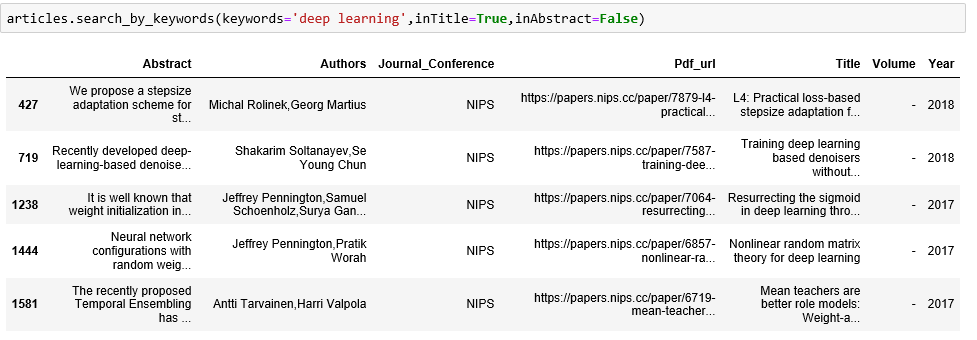 articles.search_by_keywords(keywords='deep learning',inTitle=True,inAbstract=False)
Abstract Authors Journal_Conference Pdf_url Title Volume Year
427 We propose a stepsize adaptation scheme for st... Michal Rolinek,Georg Martius NIPS https://papers.nips.cc/paper/7879-l4-practical... L4: Practical loss-based stepsize adaptation f... - 2018
719 Recently developed deep-learning-based denoise... Shakarim Soltanayev,Se Young Chun NIPS https://papers.nips.cc/paper/7587-training-dee... Training deep learning based denoisers without... - 2018
1238 It is well known that weight initialization in... Jeffrey Pennington,Samuel Schoenholz,Surya Gan... NIPS https://papers.nips.cc/paper/7064-resurrecting... Resurrecting the sigmoid in deep learning thro... - 2017
1444 Neural network configurations with random weig... Jeffrey Pennington,Pratik Worah NIPS https://papers.nips.cc/paper/6857-nonlinear-ra... Nonlinear random matrix theory for deep learning - 2017
1581 The recently proposed Temporal Ensembling has ... Antti Tarvainen,Harri Valpola NIPS https://papers.nips.cc/paper/6719-mean-teacher... Mean teachers are better role models: Weight-a... - 2017